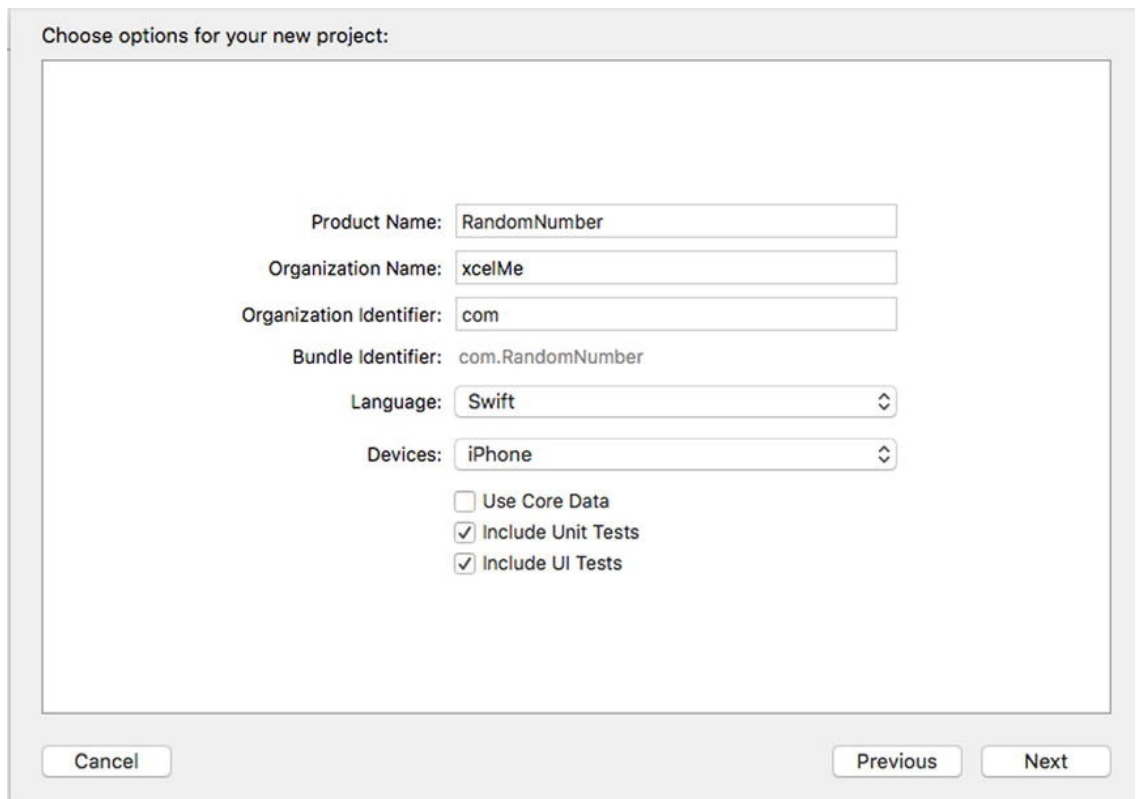 Choose options for your new project:
Product Name: RandomNumber
Organization Name: xcelMe
Organization Identifier: com
Bundle Identifier: com.RandomNumber
Language: Swift
Devices: iPhone
Use Core Data
Include Unit Tests
Include UI Tests
Cancel Previous Next